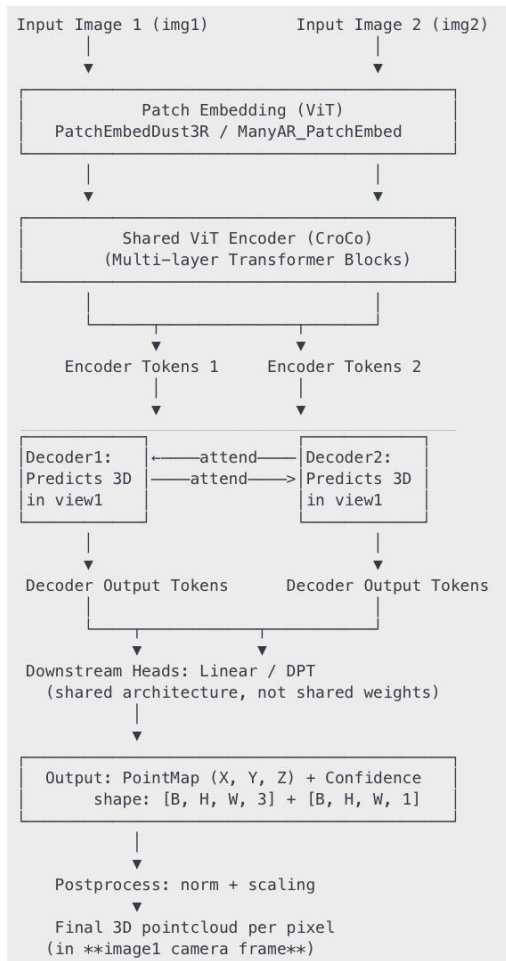 Input Image 1 (img1) Input Image 2 (img2)
Patch Embedding (ViT)
PatchEmbedDust3R / ManyAR_PatchEmbed
Shared ViT Encoder (CroCo)
(Multi-layer Transformer Blocks)
Encoder Tokens 1 Encoder Tokens 2
Decoder1: ←────attend──── Decoder2:
Predicts 3D ────attend────> Predicts 3D
in view1 in view1
Decoder Output Tokens Decoder Output Tokens
Downstream Heads: Linear / DPT
(shared architecture, not shared weights)
Output: PointMap (X, Y, Z) + Confidence
shape: [B, H, W, 3] + [B, H, W, 1]
Postprocess: norm + scaling
Final 3D pointcloud per pixel
(in **image1 camera frame**)